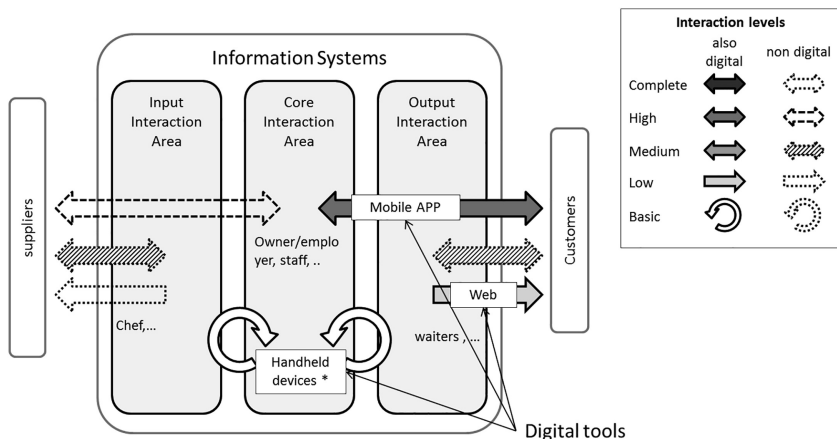 Information Systems
suppliers
Input
Interaction
Area
Core
Interaction
Area
Output
Interaction
Area
Customers
Mobile APP
Owner/emplo
yer, staff, ..
Web
Chef,...
waiters , ...
Handheld
devices *
Digital tools
Interaction levels
also
digital
non digital
Complete
High
Medium
Low
Basic